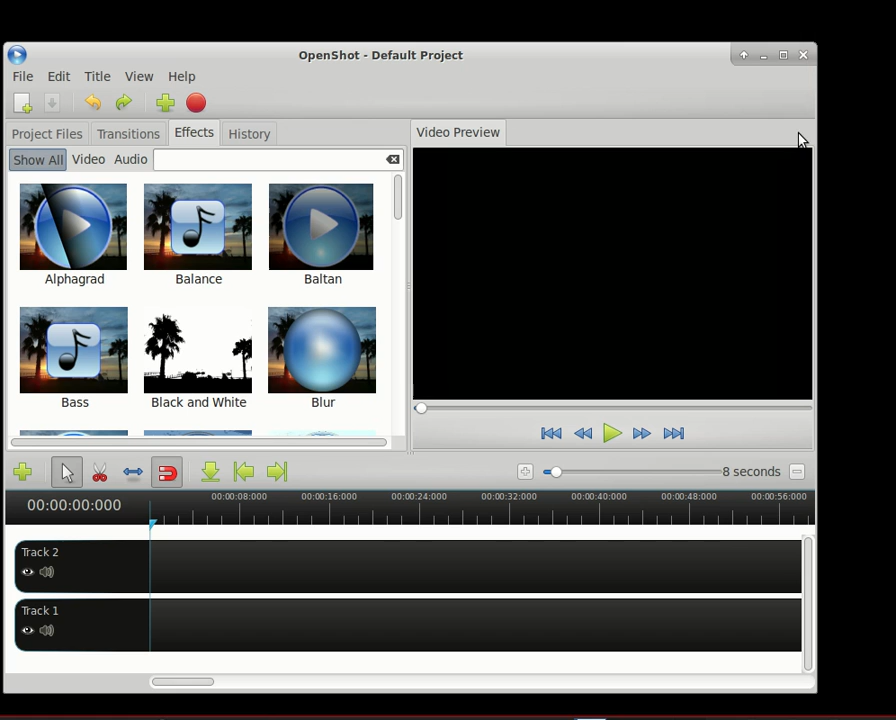 OpenShot - Default Project
File Edit Title View Help
Project Files Transitions Effects History
Video Preview
Show All Video Audio
Alphagrad Balance Baltan
Bass Black and White Blur
8 seconds
00:00:00:000
00:00:08:000 00:00:16:000 00:00:24:000 00:00:32:000 00:00:40:000 00:00:48:000 00:00:56:000
Track 2
Track 1